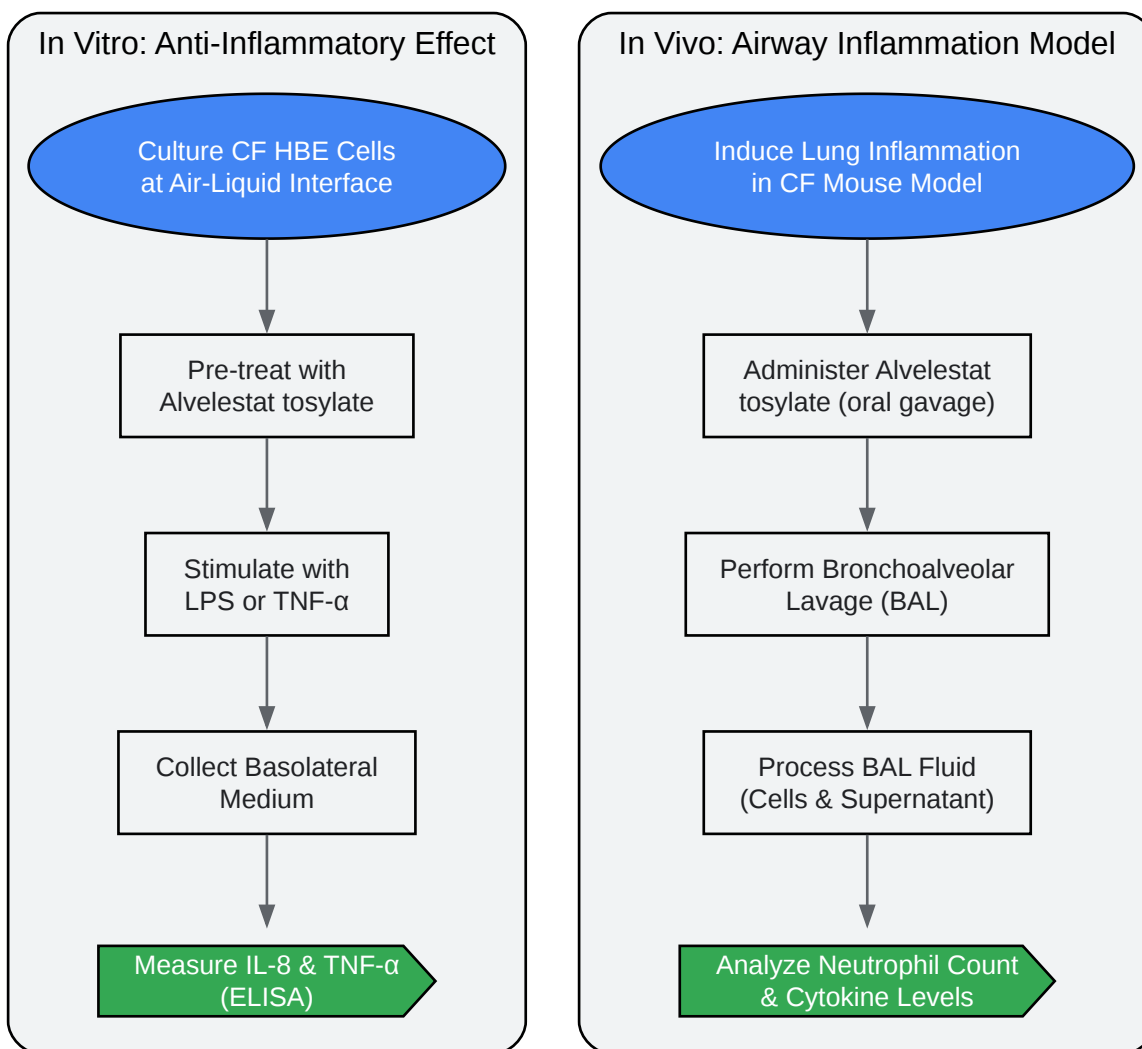 In Vitro: Anti-Inflammatory Effect
Culture CF HBE Cells
at Air-Liquid Interface
Pre-treat with
Alvelestat tosylate
Stimulate with
LPS or TNF-α
Collect Basolateral
Medium
Measure IL-8 & TNF-α
(ELISA)
In Vivo: Airway Inflammation Model
Induce Lung Inflammation
in CF Mouse Model
Administer Alvelestat
tosylate (oral gavage)
Perform Bronchoalveolar
Lavage (BAL)
Process BAL Fluid
(Cells & Supernatant)
Analyze Neutrophil Count
& Cytokine Levels